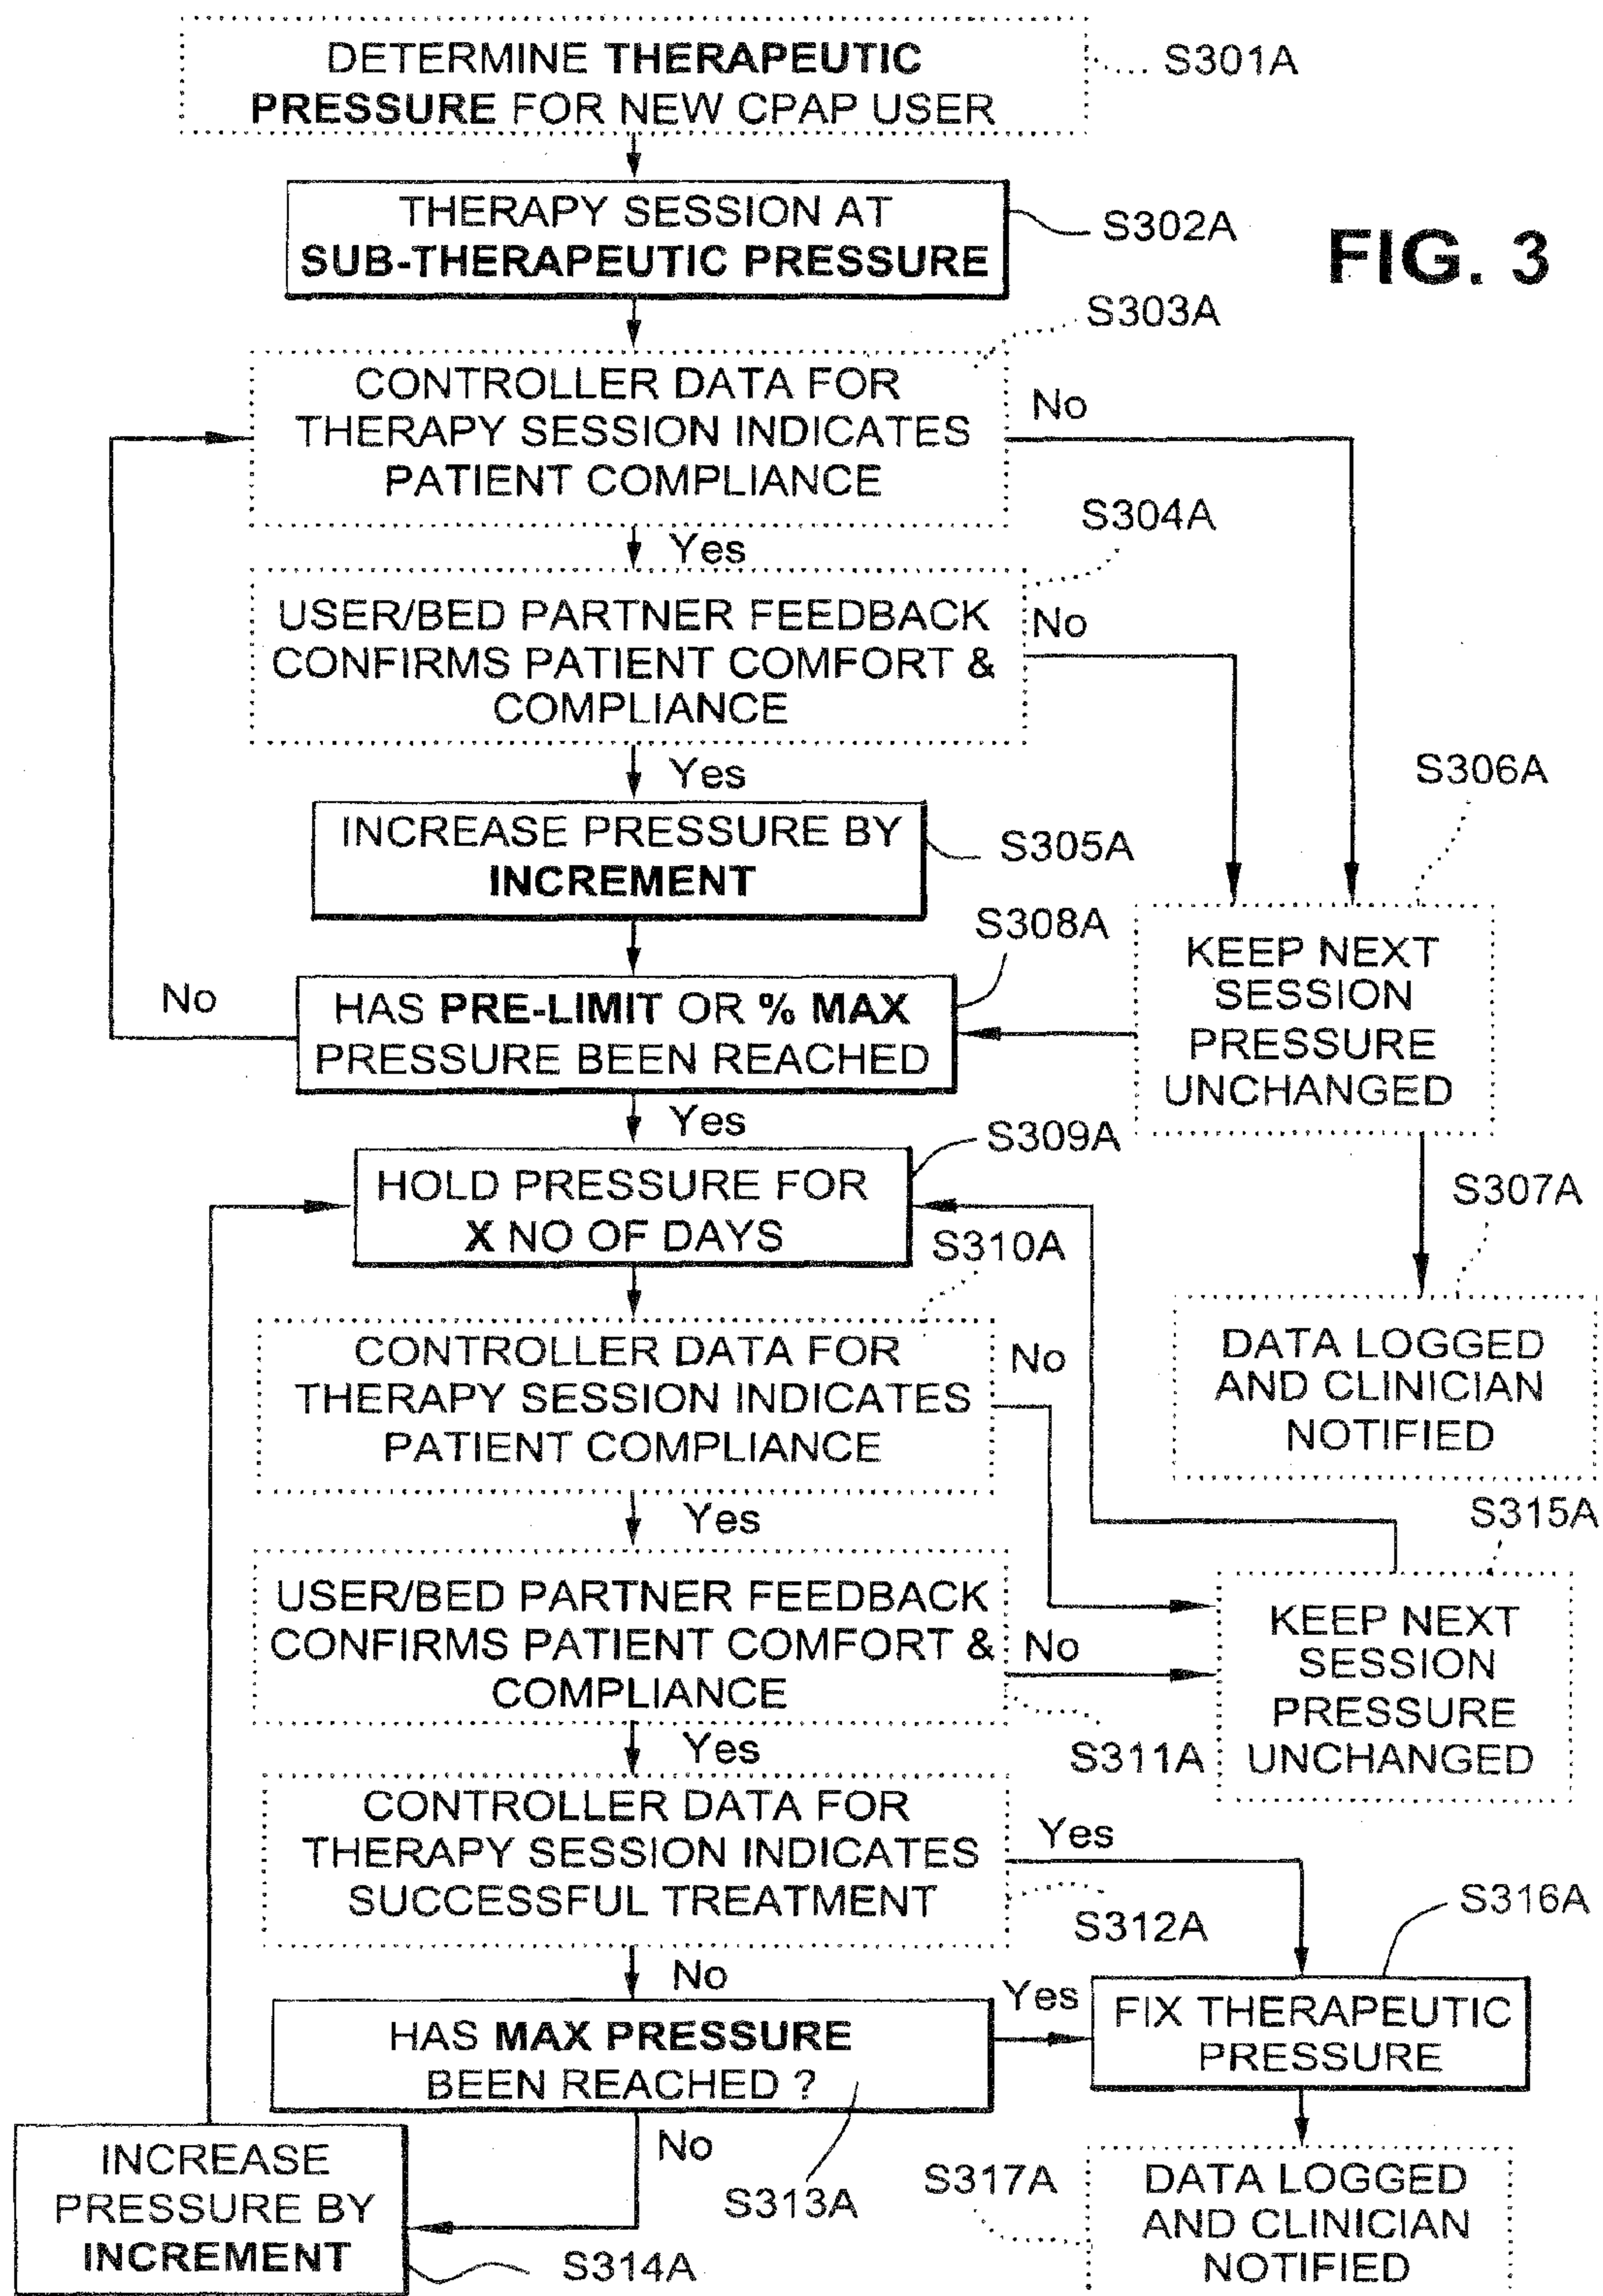 DETERMINE THERAPEUTIC
PRESSURE FOR NEW CPAP USER
S301A
THERAPY SESSION AT
SUB-THERAPEUTIC PRESSURE
S302A
FIG. 3
S303A
CONTROLLER DATA FOR
THERAPY SESSION INDICATES
PATIENT COMPLIANCE
No
Yes
S304A
USER/BED PARTNER FEEDBACK
CONFIRMS PATIENT COMFORT &
COMPLIANCE
No
Yes
S306A
INCREASE PRESSURE BY
INCREMENT
S305A
S308A
KEEP NEXT
SESSION
PRESSURE
UNCHANGED
No
HAS PRE-LIMIT OR % MAX
PRESSURE BEEN REACHED
Yes
S309A
HOLD PRESSURE FOR
X NO OF DAYS
S307A
S310A
DATA LOGGED
AND CLINICIAN
NOTIFIED
CONTROLLER DATA FOR
THERAPY SESSION INDICATES
PATIENT COMPLIANCE
No
Yes
S315A
USER/BED PARTNER FEEDBACK
CONFIRMS PATIENT COMFORT &
COMPLIANCE
No
KEEP NEXT
SESSION
PRESSURE
UNCHANGED
Yes
S311A
CONTROLLER DATA FOR
THERAPY SESSION INDICATES
SUCCESSFUL TREATMENT
Yes
S312A
S316A
No
HAS MAX PRESSURE
BEEN REACHED ?
Yes
FIX THERAPEUTIC
PRESSURE
No
S313A
INCREASE
PRESSURE BY
INCREMENT
S314A
S317A
DATA LOGGED
AND CLINICIAN
NOTIFIED